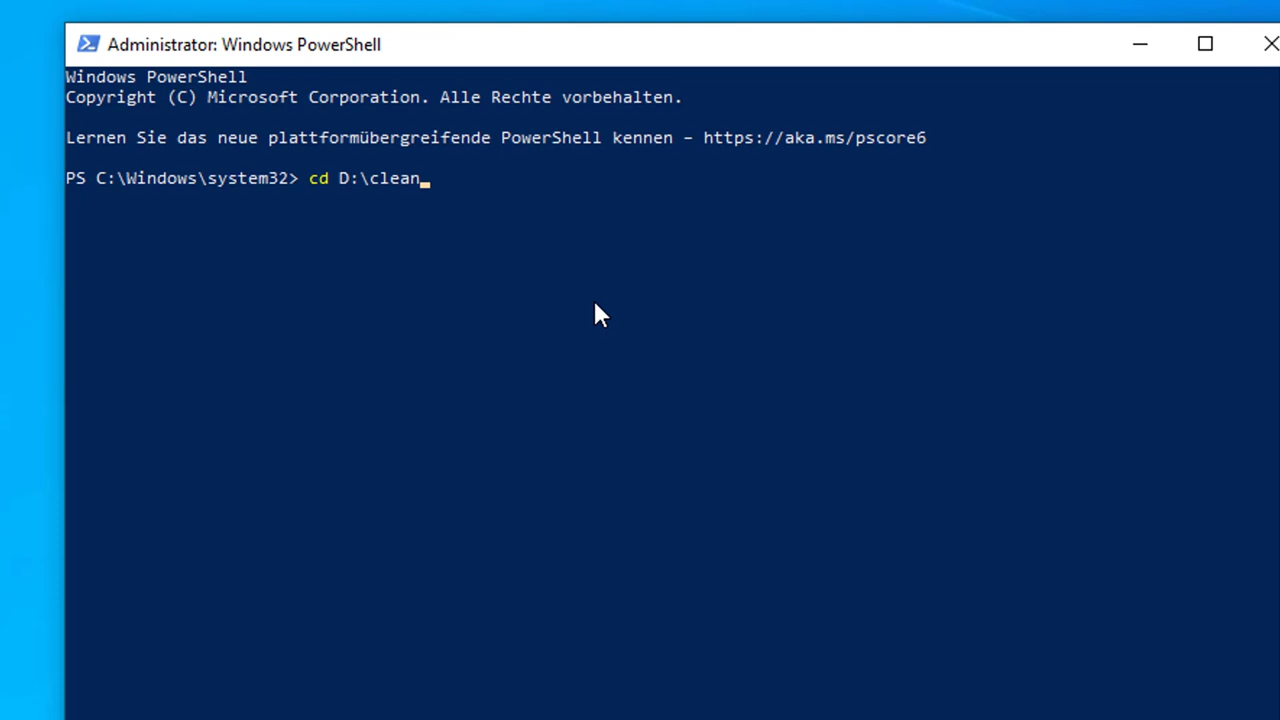 Administrator: Windows PowerShell
Windows PowerShell
Copyright (C) Microsoft Corporation. Alle Rechte vorbehalten.
Lernen Sie das neue plattformübergreifende PowerShell kennen – https://aka.ms/pscore6
PS C:\Windows\system32> cd D:\clean